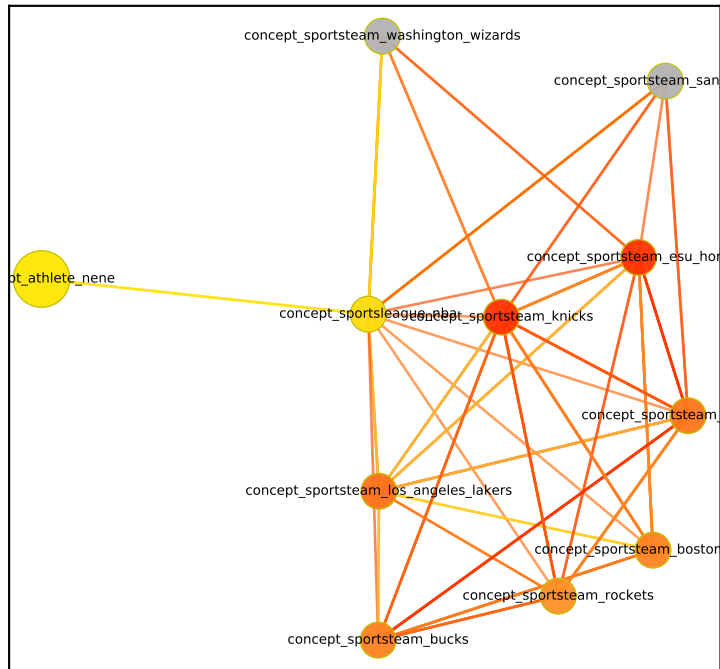 concept_sportsteam_washington_wizards
concept_sportsteam_san
concept_sportsteam_esu_hor
pt_athlete_nene
concept_sportsleague_nba
concept_sportsteam_knicks
concept_sportsteam_
concept_sportsteam_los_angeles_lakers
concept_sportsteam_boston
concept_sportsteam_rockets
concept_sportsteam_bucks